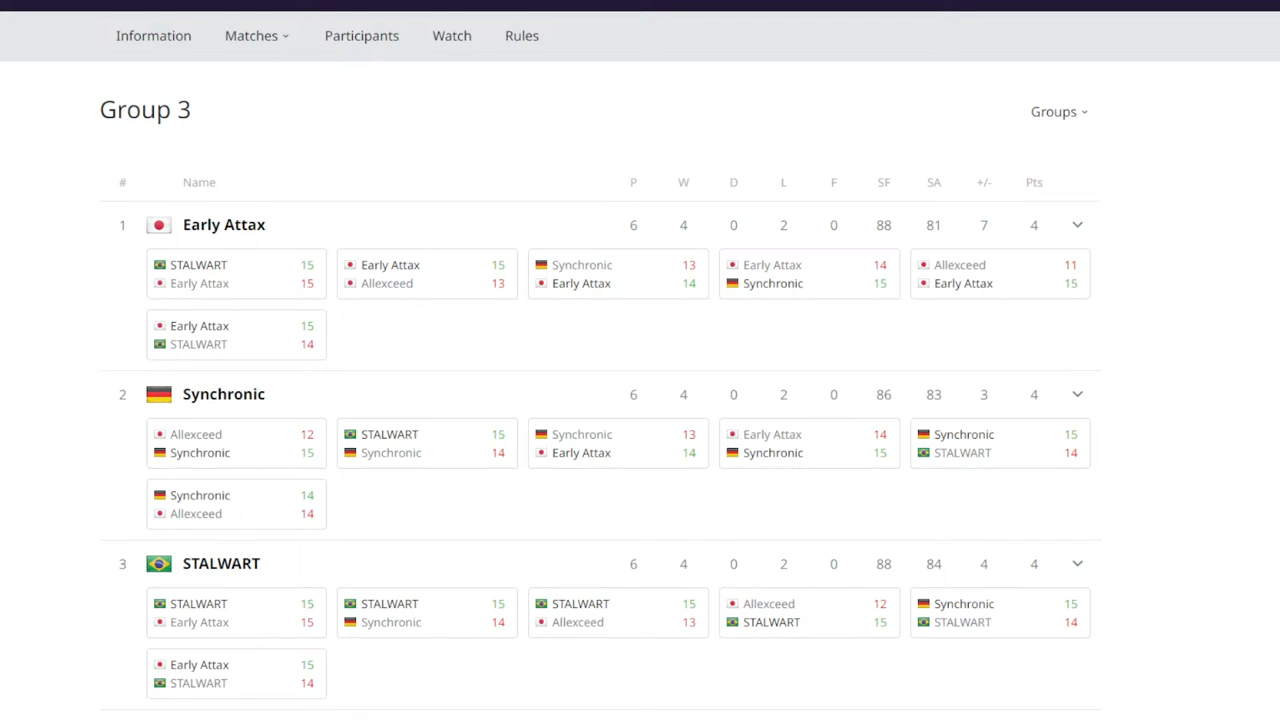 Information Matches Participants Watch Rules
Group 3
Groups
# Name P W D L F SF SA +/- Pts
1 Early Attax 6 4 0 2 0 88 81 7 4
STALWART 15 Early Attax 15 Synchronic 13 Early Attax 14 Allexceed 11
Early Attax 15 Allexceed 13 Early Attax 14 Synchronic 15 Early Attax 15
Early Attax 15
STALWART 14
2 Synchronic 6 4 0 2 0 86 83 3 4
Allexceed 12 STALWART 15 Synchronic 13 Early Attax 14 Synchronic 15
Synchronic 15 Synchronic 14 Early Attax 14 Synchronic 15 STALWART 14
Synchronic 14
Allexceed 14
3 STALWART 6 4 0 2 0 88 84 4 4
STALWART 15 STALWART 15 STALWART 15 Allexceed 12 Synchronic 15
Early Attax 15 Synchronic 14 Allexceed 13 STALWART 15 STALWART 14
Early Attax 15
STALWART 14